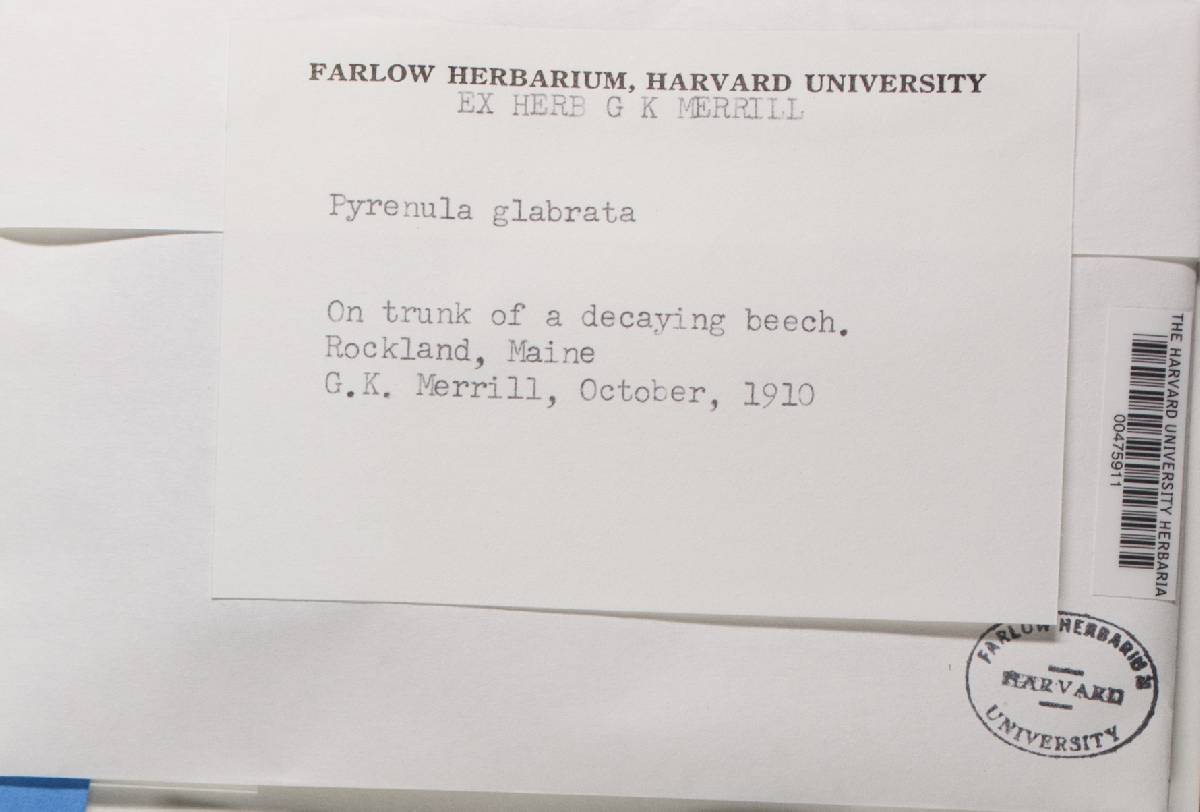 FARLOW HERBARIUM, HARVARD UNIVERSITY
EX HERB G K MERRILL
Pyrenula glabrata
On trunk of a decaying beech.
Rockland, Maine
G.K. Merrill, October, 1910
THE HARVARD UNIVERSITY HERBARIA
00475911
FARLOW HERBARIUM
HARVARD
UNIVERSITY